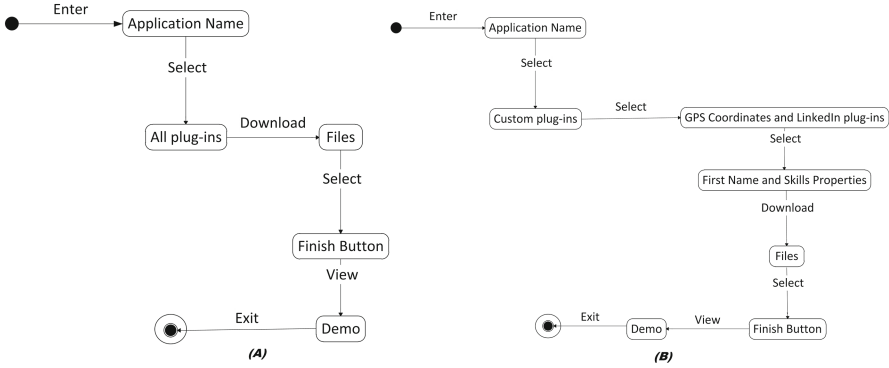 Enter
Application Name
Select
All plug-ins
Download
Files
Select
Finish Button
View
Demo
Exit
(A)
Enter
Application Name
Select
Custom plug-ins
Select
GPS Coordinates and LinkedIn plug-ins
Select
First Name and Skills Properties
Download
Files
Select
Finish Button
View
Demo
Exit
(B)